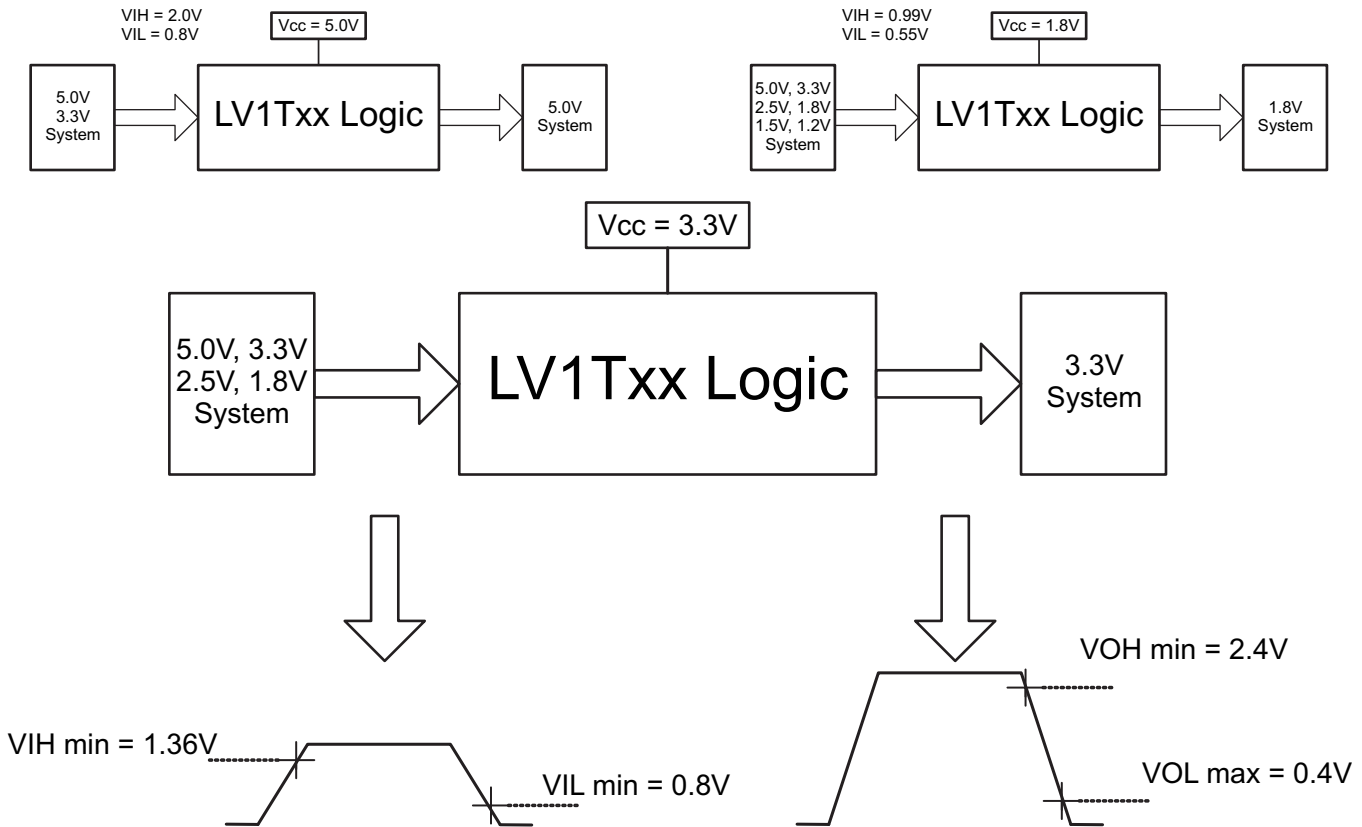 VIH = 2.0V
VIL = 0.8V
Vcc = 5.0V
5.0V
3.3V
System
LV1Txx Logic
5.0V
System
VIH = 0.99V
VIL = 0.55V
Vcc = 1.8V
5.0V, 3.3V
2.5V, 1.8V
1.5V, 1.2V
System
LV1Txx Logic
1.8V
System
Vcc = 3.3V
5.0V, 3.3V
2.5V, 1.8V
System
LV1Txx Logic
3.3V
System
VIH min = 1.36V
VIL min = 0.8V
VOH min = 2.4V
VOL max = 0.4V